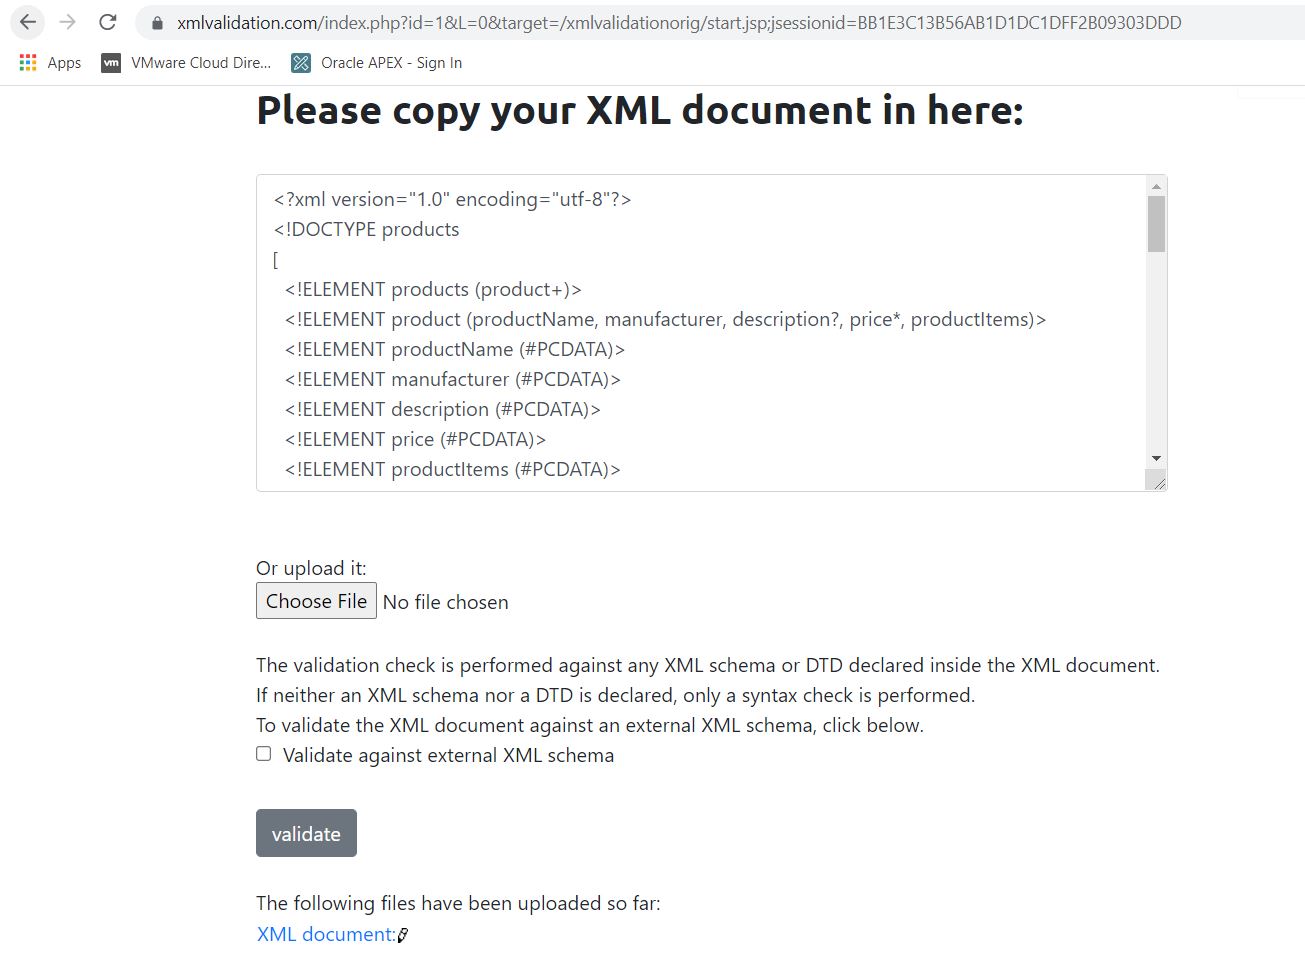 xmlvalidation.com/index.php?id=1&L=0&target=/xmlvalidationorig/start.jsp;jsessionid=BB1E3C13B56AB1D1DC1DFF2B09303DDD
Apps vm VMware Cloud Dire... Oracle APEX - Sign In
Please copy your XML document in here:
<?xml version="1.0" encoding="utf-8"?>
<!DOCTYPE products
[
<!ELEMENT products (product+)>
<!ELEMENT product (productName, manufacturer, description?, price*, productItems)>
<!ELEMENT productName (#PCDATA)>
<!ELEMENT manufacturer (#PCDATA)>
<!ELEMENT description (#PCDATA)>
<!ELEMENT price (#PCDATA)>
<!ELEMENT productItems (#PCDATA)>
Or upload it:
Choose File No file chosen
The validation check is performed against any XML schema or DTD declared inside the XML document.
If neither an XML schema nor a DTD is declared, only a syntax check is performed.
To validate the XML document against an external XML schema, click below.
Validate against external XML schema
validate
The following files have been uploaded so far:
XML document: